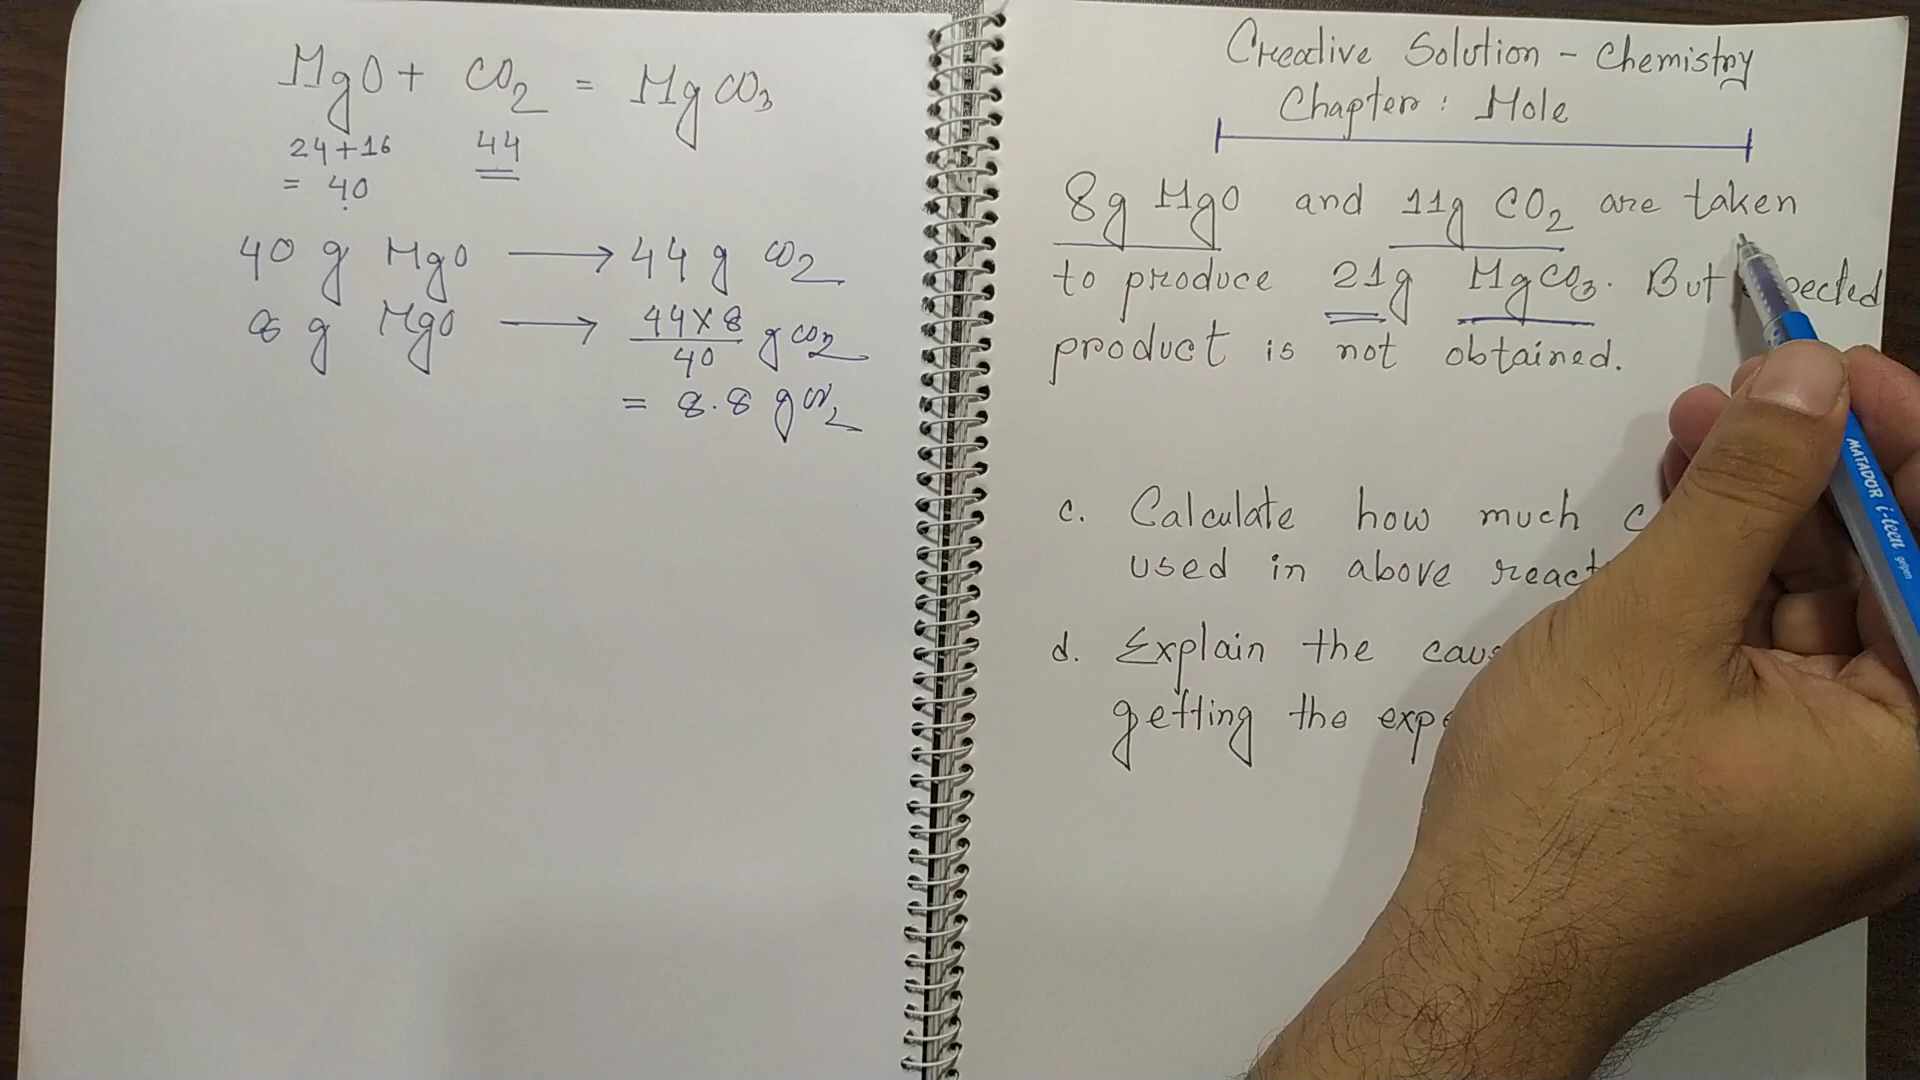 MgO + CO2 = MgCO3
24+16 44
= 40
40 g MgO → 44 g CO2
8 g MgO → 44×8/40 g CO2
= 8.8 g CO2
Creative Solution - Chemistry
Chapter: Mole
8g MgO and 11g CO2 are taken
to produce 21g MgCO3. But
product is not obtained.
c. Calculate how much
used in above
d. Explain the
getting the
MATADOR i-teen gelpen